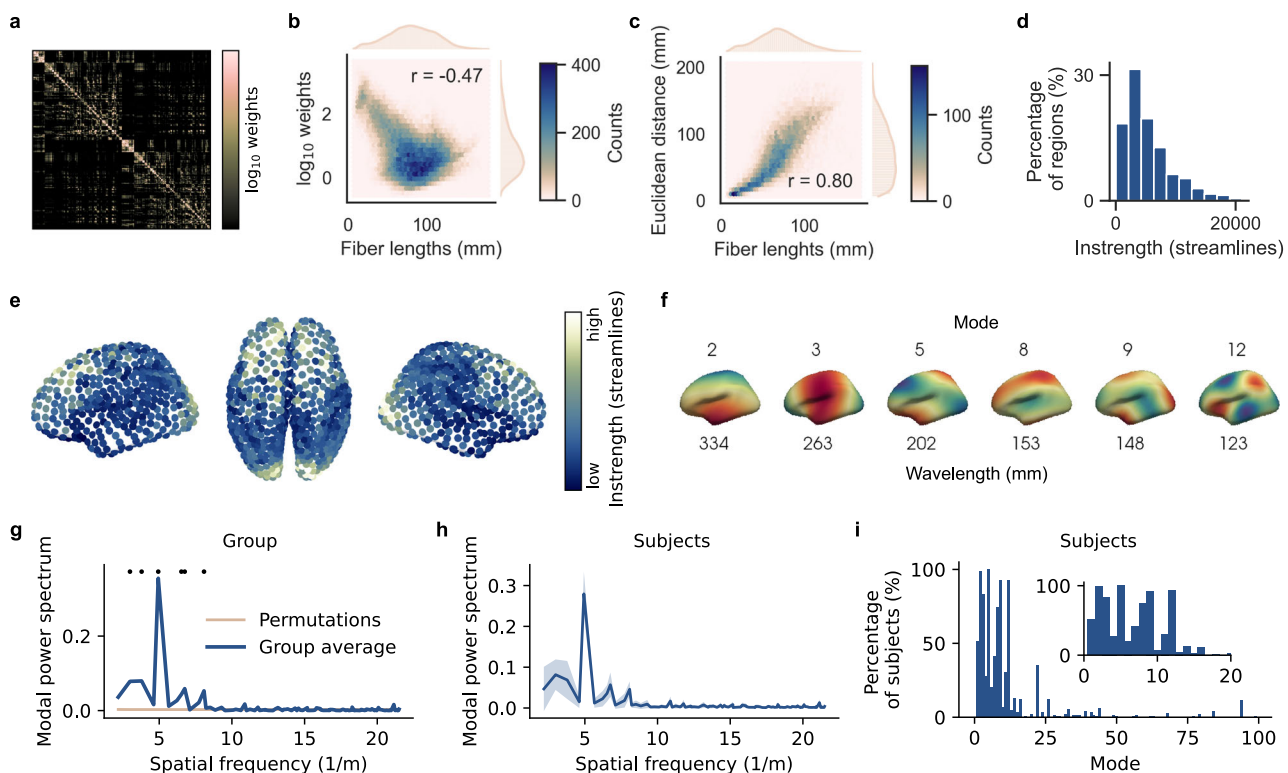 a
log₁₀ weights
b
r = -0.47
log₁₀ weights
2
0
0
100
Fiber lengths (mm)
400
200
0
Counts
c
Euclidean distance (mm)
200
100
0
r = 0.80
0
100
Fiber lenghts (mm)
100
0
Counts
d
Percentage
of regions (%)
30
0
0
20000
Instrength (streamlines)
e
high
low
Instrength (streamlines)
f
Mode
2 3 5 8 9 12
334 263 202 153 148 123
Wavelength (mm)
g
Group
Modal power spectrum
0.2
0.0
Permutations
Group average
5 10 15 20
Spatial frequency (1/m)
h
Subjects
Modal power spectrum
0.3
0.2
0.1
0.0
5 10 15 20
Spatial frequency (1/m)
i
Subjects
Percentage
of subjects (%)
100
50
0
100
0
0 10 20
0 25 50 75 100
Mode